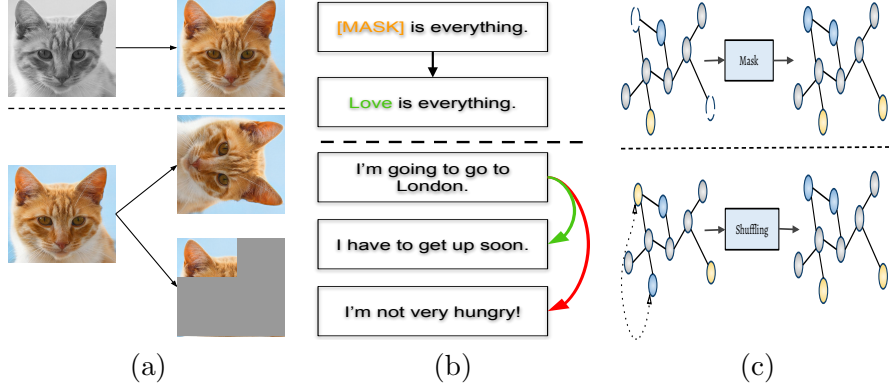 [MASK] is everything.
Love is everything.
I'm going to go to
London.
I have to get up soon.
I'm not very hungry!
Mask
Shuffling
(a)
(b)
(c)